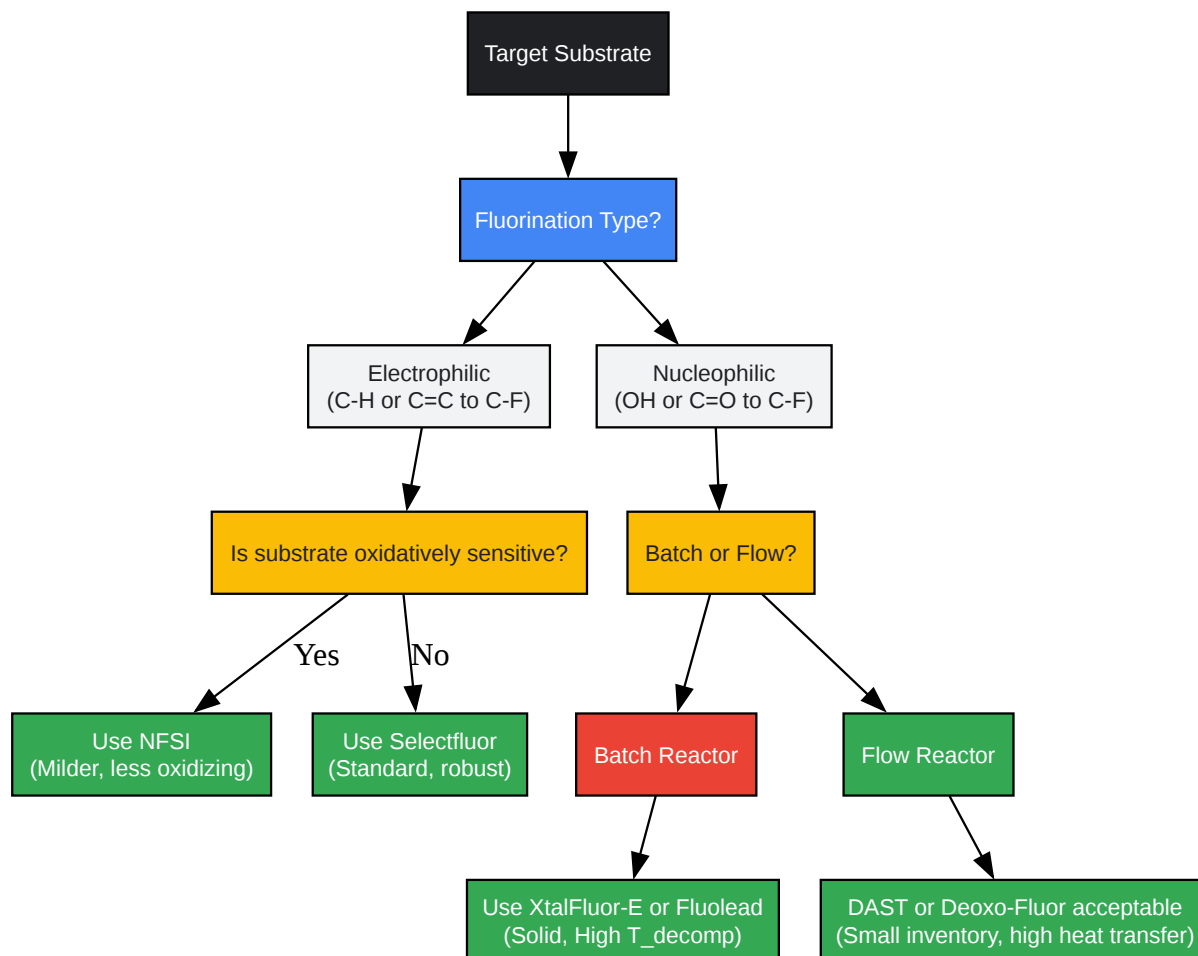 Target Substrate
Fluorination Type?
Electrophilic
(C-H or C=C to C-F)
Nucleophilic
(OH or C=O to C-F)
Is substrate oxidatively sensitive?
Batch or Flow?
Yes
No
Use NFSI
(Milder, less oxidizing)
Use Selectfluor
(Standard, robust)
Batch Reactor
Flow Reactor
Use XtalFluor-E or Fluolead
(Solid, High T_decomp)
DAST or Deoxo-Fluor acceptable
(Small inventory, high heat transfer)